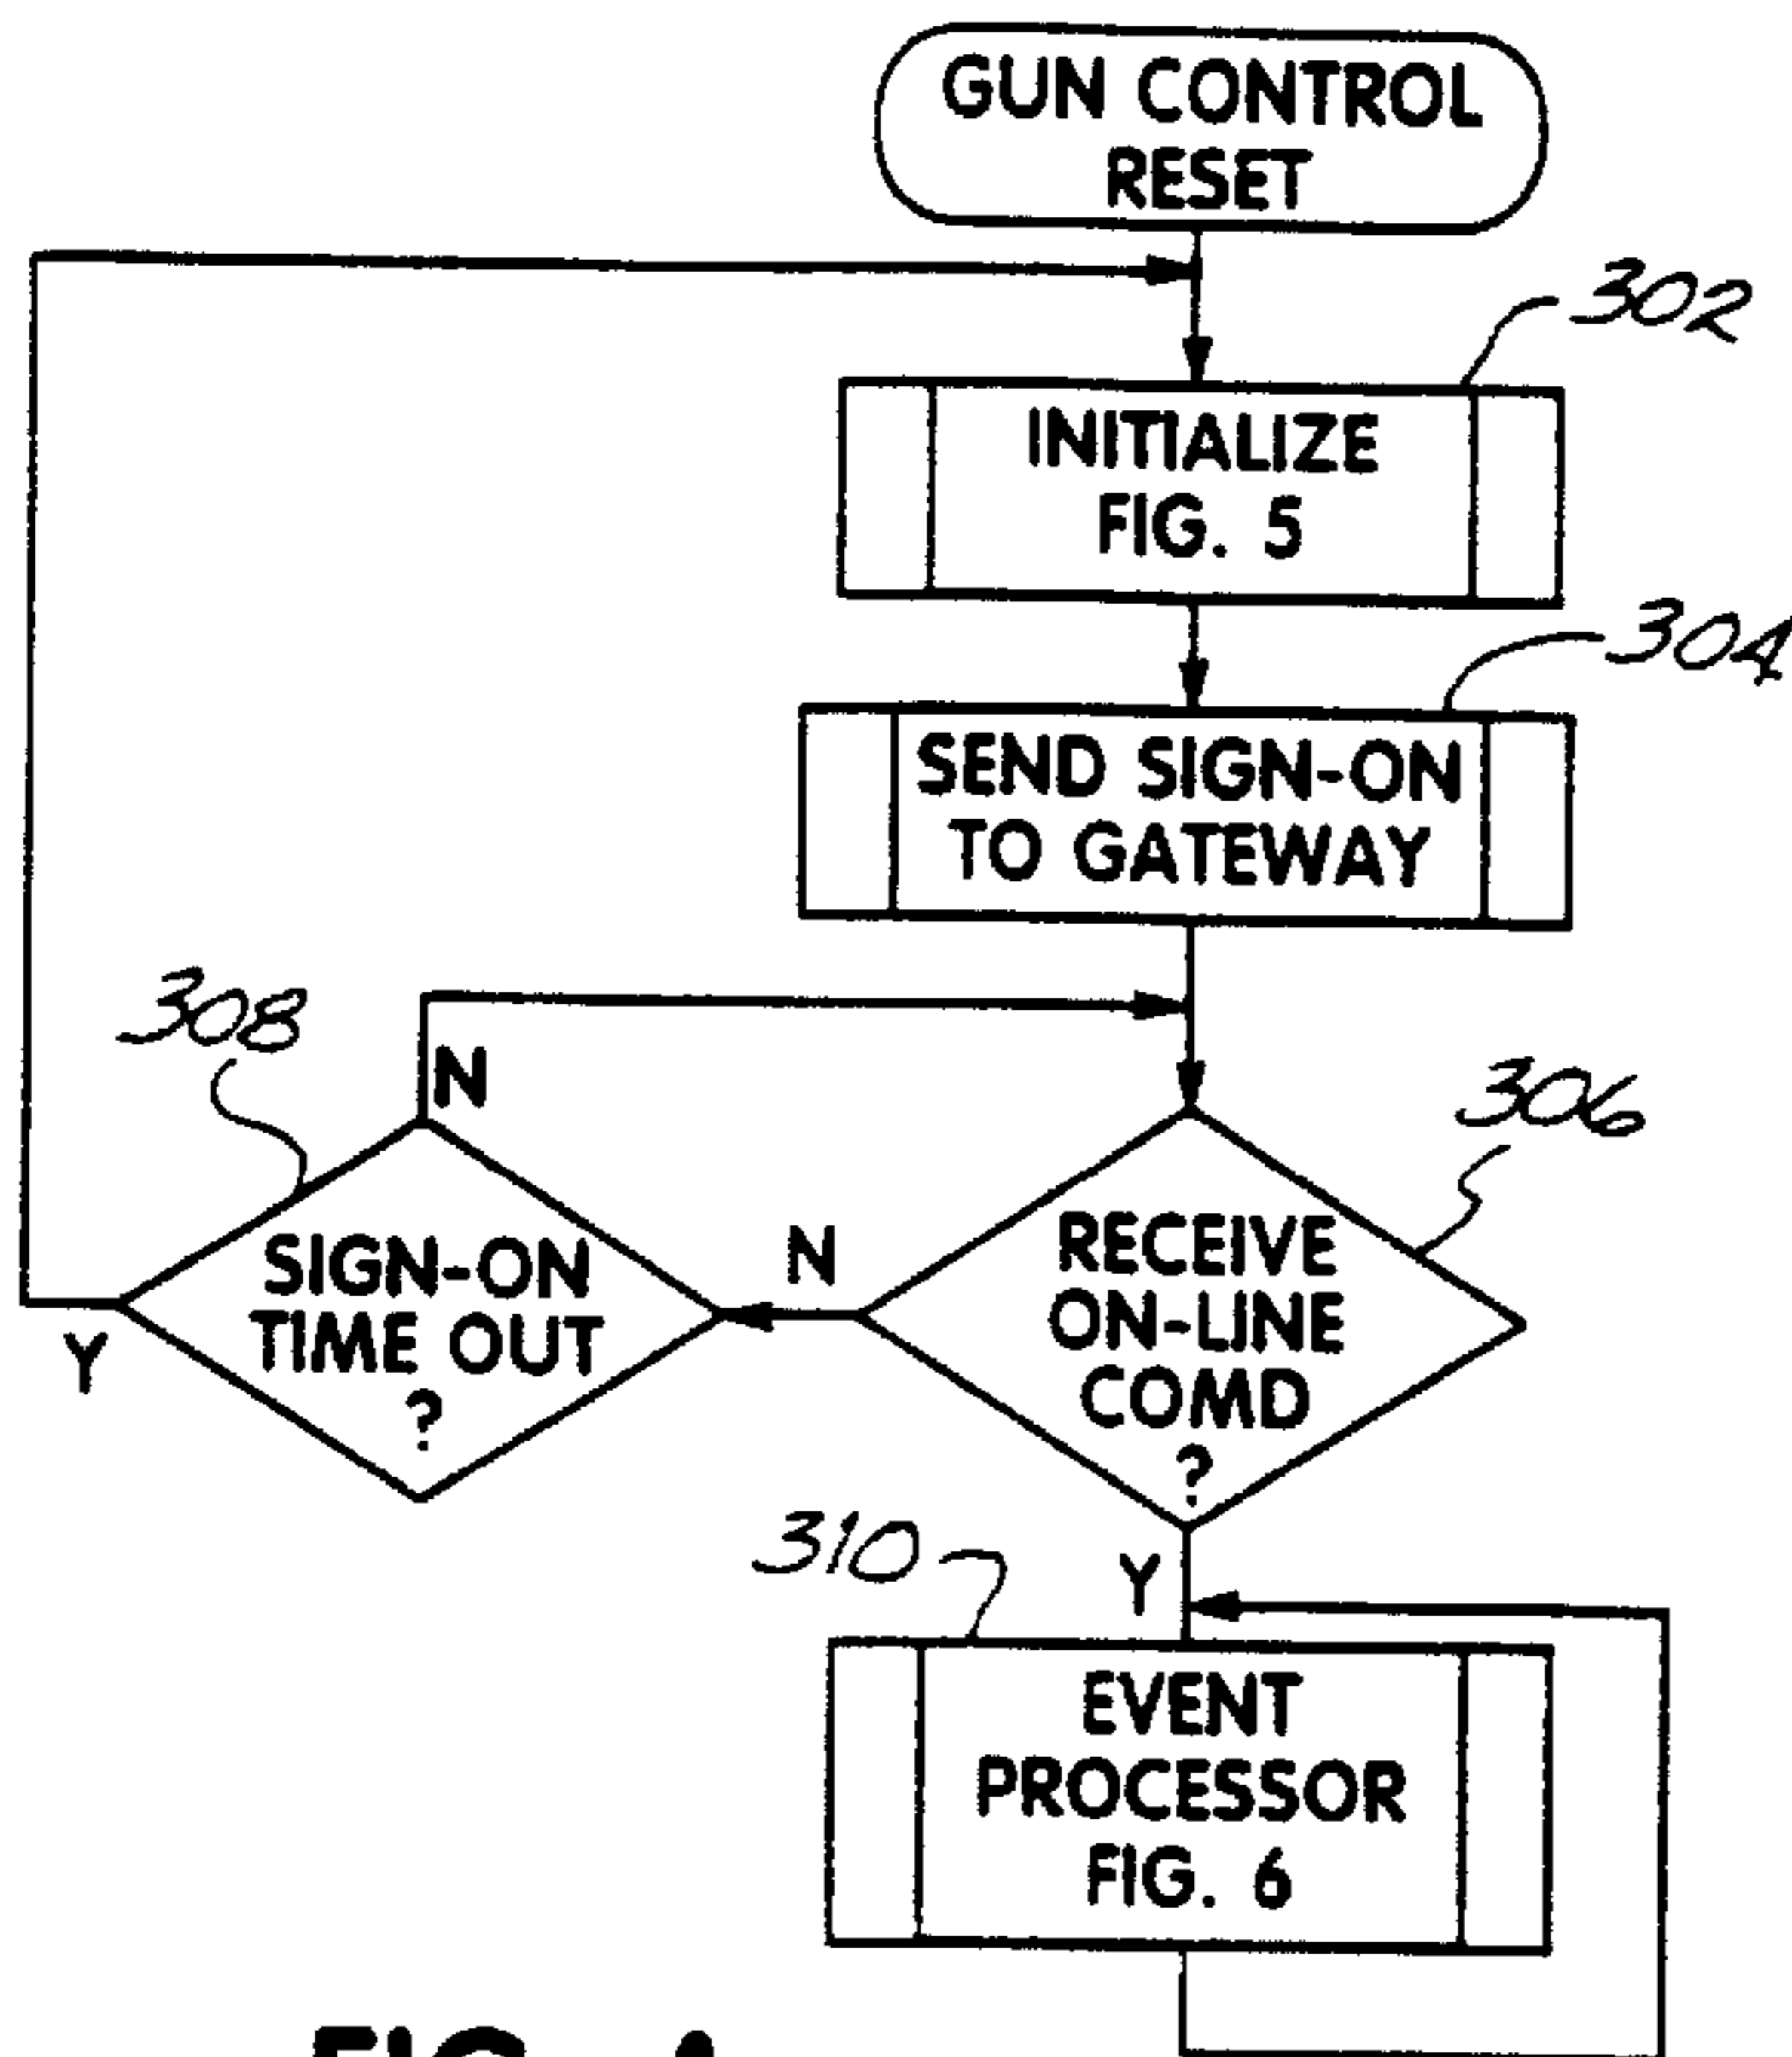 GUN CONTROL
RESET
302
INITIALIZE
FIG. 5
304
SEND SIGN-ON
TO GATEWAY
308
N
306
SIGN-ON
TIME OUT
?
Y
N
RECEIVE
ON-LINE
COMD
?
310
Y
EVENT
PROCESSOR
FIG. 6